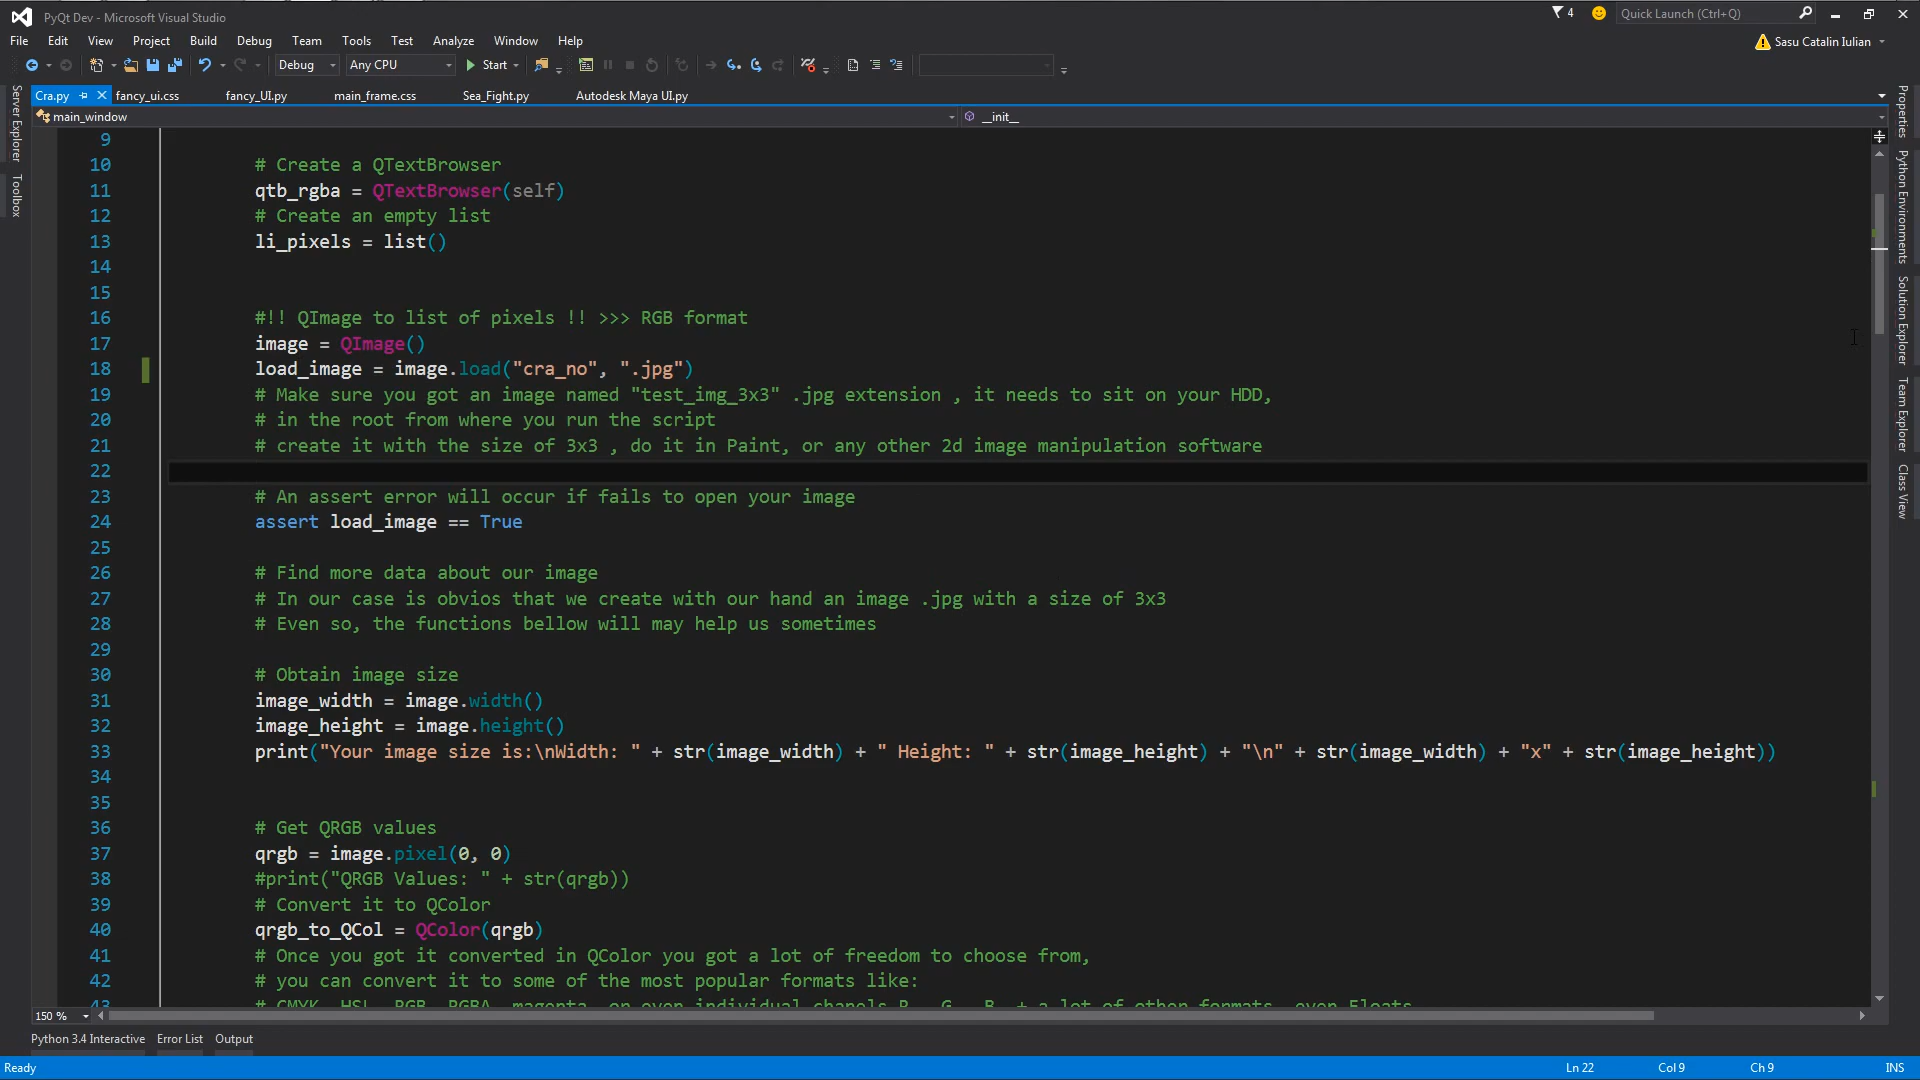 PyQt Dev - Microsoft Visual Studio
4
Quick Launch (Ctrl+Q)
File Edit View Project Build Debug Team Tools Test Analyze Window Help
Sasu Catalin Iulian
Debug Any CPU Start
Cra.py fancy_ui.css fancy_UI.py main_frame.css Sea_Fight.py Autodesk Maya UI.py
main_window __init__
Server Explorer
Toolbox
Properties
Python Environments
Solution Explorer
Team Explorer
Class View
9
10 # Create a QTextBrowser
11 qtb_rgba = QTextBrowser(self)
12 # Create an empty list
13 li_pixels = list()
14
15
16 #!! QImage to list of pixels !! >>> RGB format
17 image = QImage()
18 load_image = image.load("cra_no", ".jpg")
19 # Make sure you got an image named "test_img_3x3" .jpg extension , it needs to sit on your HDD,
20 # in the root from where you run the script
21 # create it with the size of 3x3 , do it in Paint, or any other 2d image manipulation software
22
23 # An assert error will occur if fails to open your image
24 assert load_image == True
25
26 # Find more data about our image
27 # In our case is obvios that we create with our hand an image .jpg with a size of 3x3
28 # Even so, the functions bellow will may help us sometimes
29
30 # Obtain image size
31 image_width = image.width()
32 image_height = image.height()
33 print("Your image size is:\nWidth: " + str(image_width) + " Height: " + str(image_height) + "\n" + str(image_width) + "x" + str(image_height))
34
35
36 # Get QRGB values
37 qrgb = image.pixel(0, 0)
38 #print("QRGB Values: " + str(qrgb))
39 # Convert it to QColor
40 qrgb_to_QCol = QColor(qrgb)
41 # Once you got it converted in QColor you got a lot of freedom to choose from,
42 # you can convert it to some of the most popular formats like:
43 # CMYK, HSL, RGB, RGBA, magenta, or even individual chanels R , G , B, + a lot of other formats, even Floats
150 %
Python 3.4 Interactive Error List Output
Ready Ln 22 Col 9 Ch 9 INS